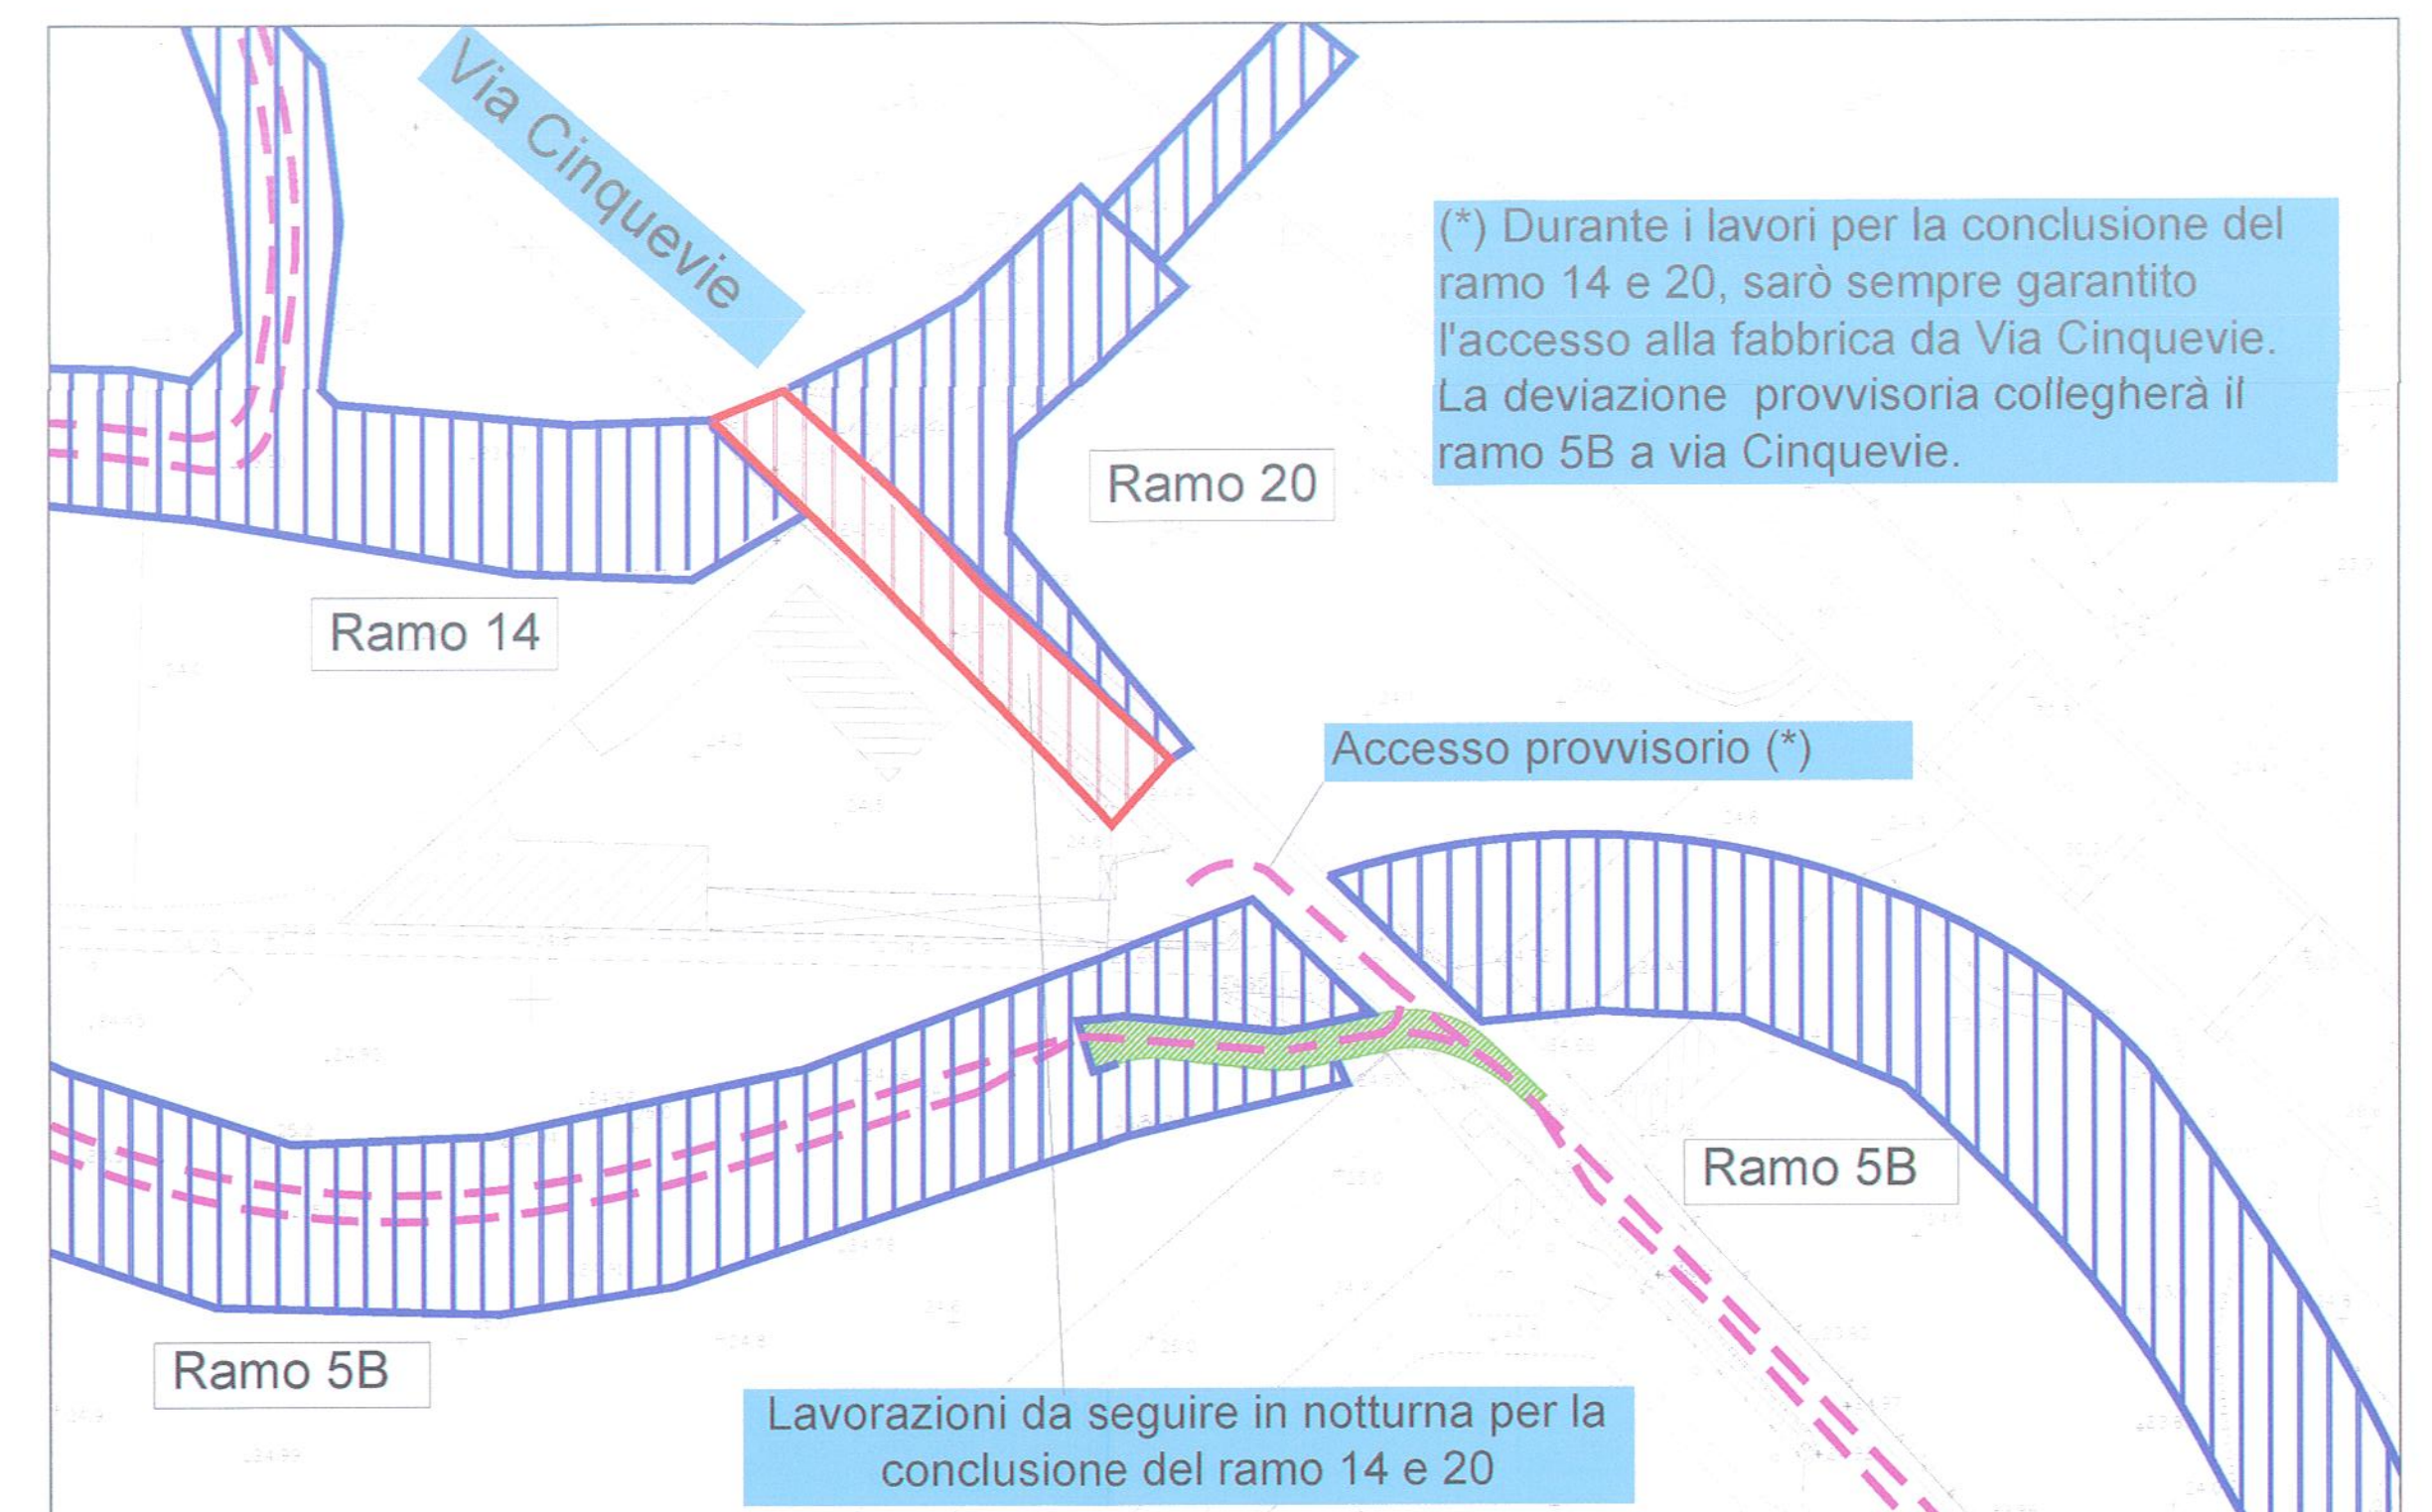 Via Cinquevie
(*) Durante i lavori per la conclusione del
ramo 14 e 20, sarò sempre garantito
l'accesso alla fabbrica da Via Cinquevie.
La deviazione provvisoria collegherà il
ramo 5B a via Cinquevie.
Ramo 20
Ramo 14
Accesso provvisorio (*)
Ramo 5B
Ramo 5B
Lavorazioni da seguire in notturna per la
conclusione del ramo 14 e 20